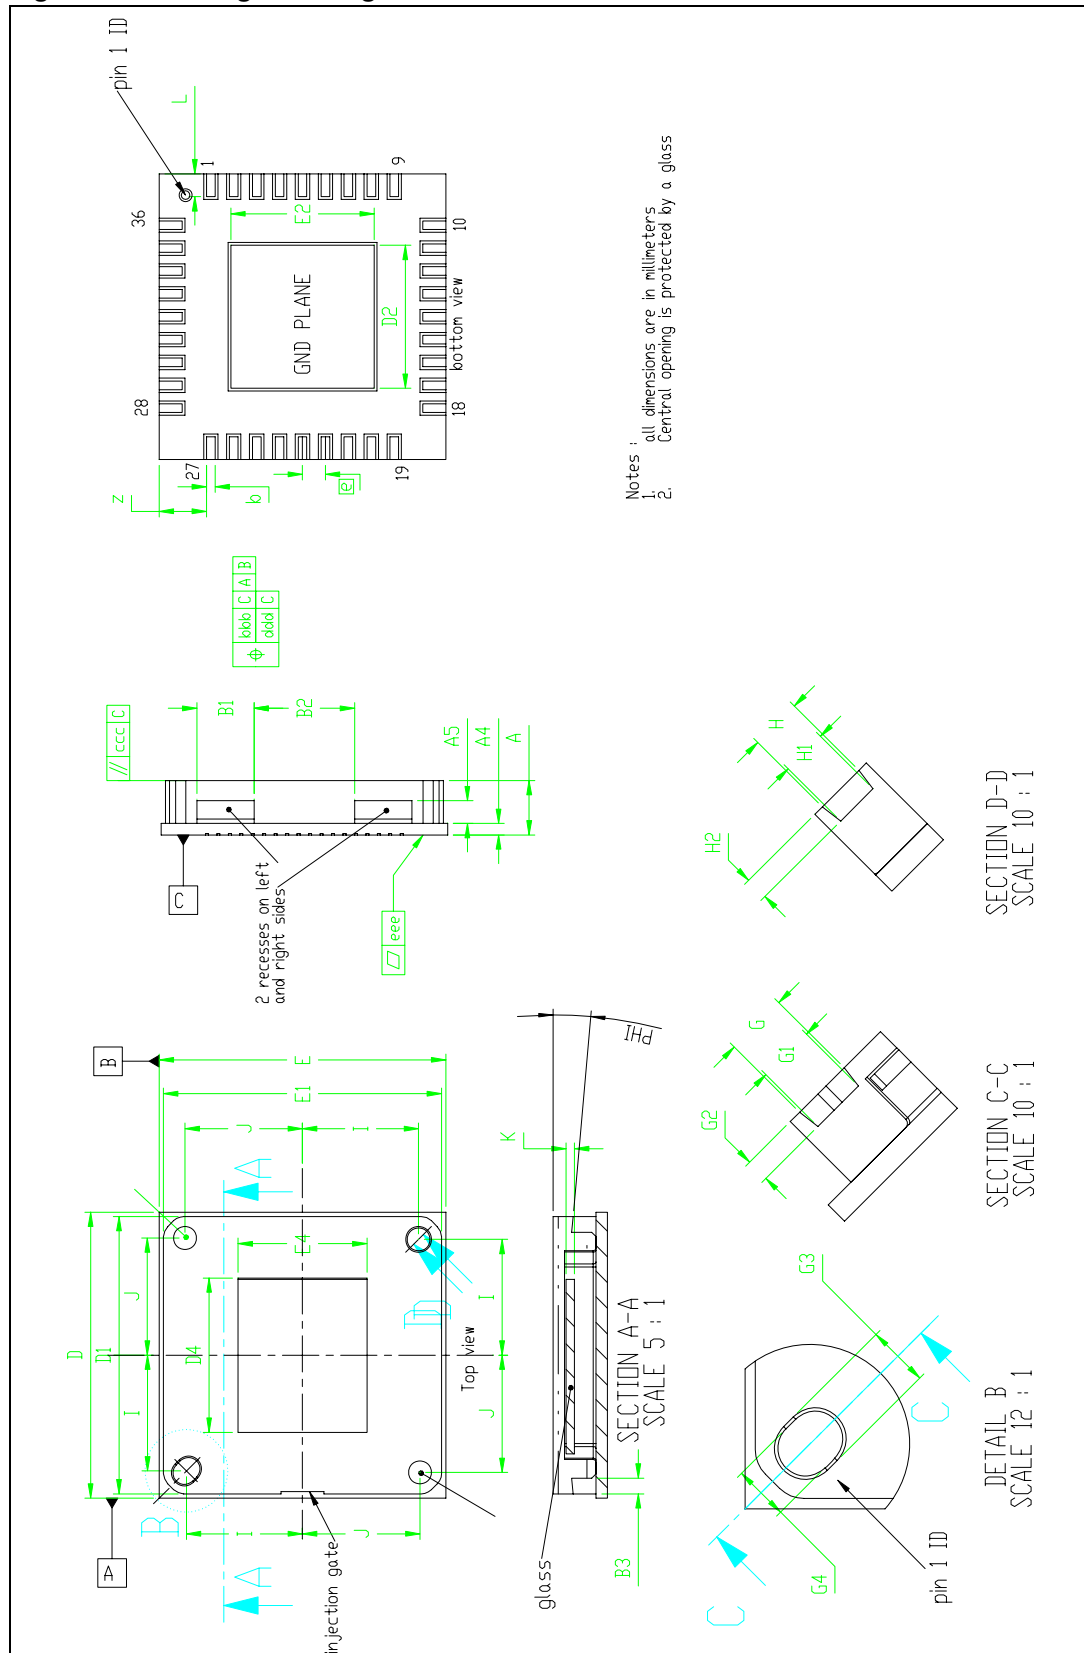 pin 1 ID
L
1
9
36
10
E2
GND PLANE
D2
bottom view
28
18
27
19
z
b
e
Notes :
1. all dimensions are in millimeters
2. Central opening is protected by a glass
bbb C A B
ddd C
// ccc C
B1
B2
A5
A4
A
C
2 recesses on left
and right sides
eee
H
H1
H2
SECTION D-D
SCALE 10 : 1
B
E
E1
J
I
A
E4
J
D
D1
D4
I
I
D
J
Top view
B
A
I
J
A
injection gate
PHI
K
SECTION A-A
SCALE 5 : 1
glass
B3
G
G1
G2
SECTION C-C
SCALE 10 : 1
G3
C
C
G4
pin 1 ID
DETAIL B
SCALE 12 : 1